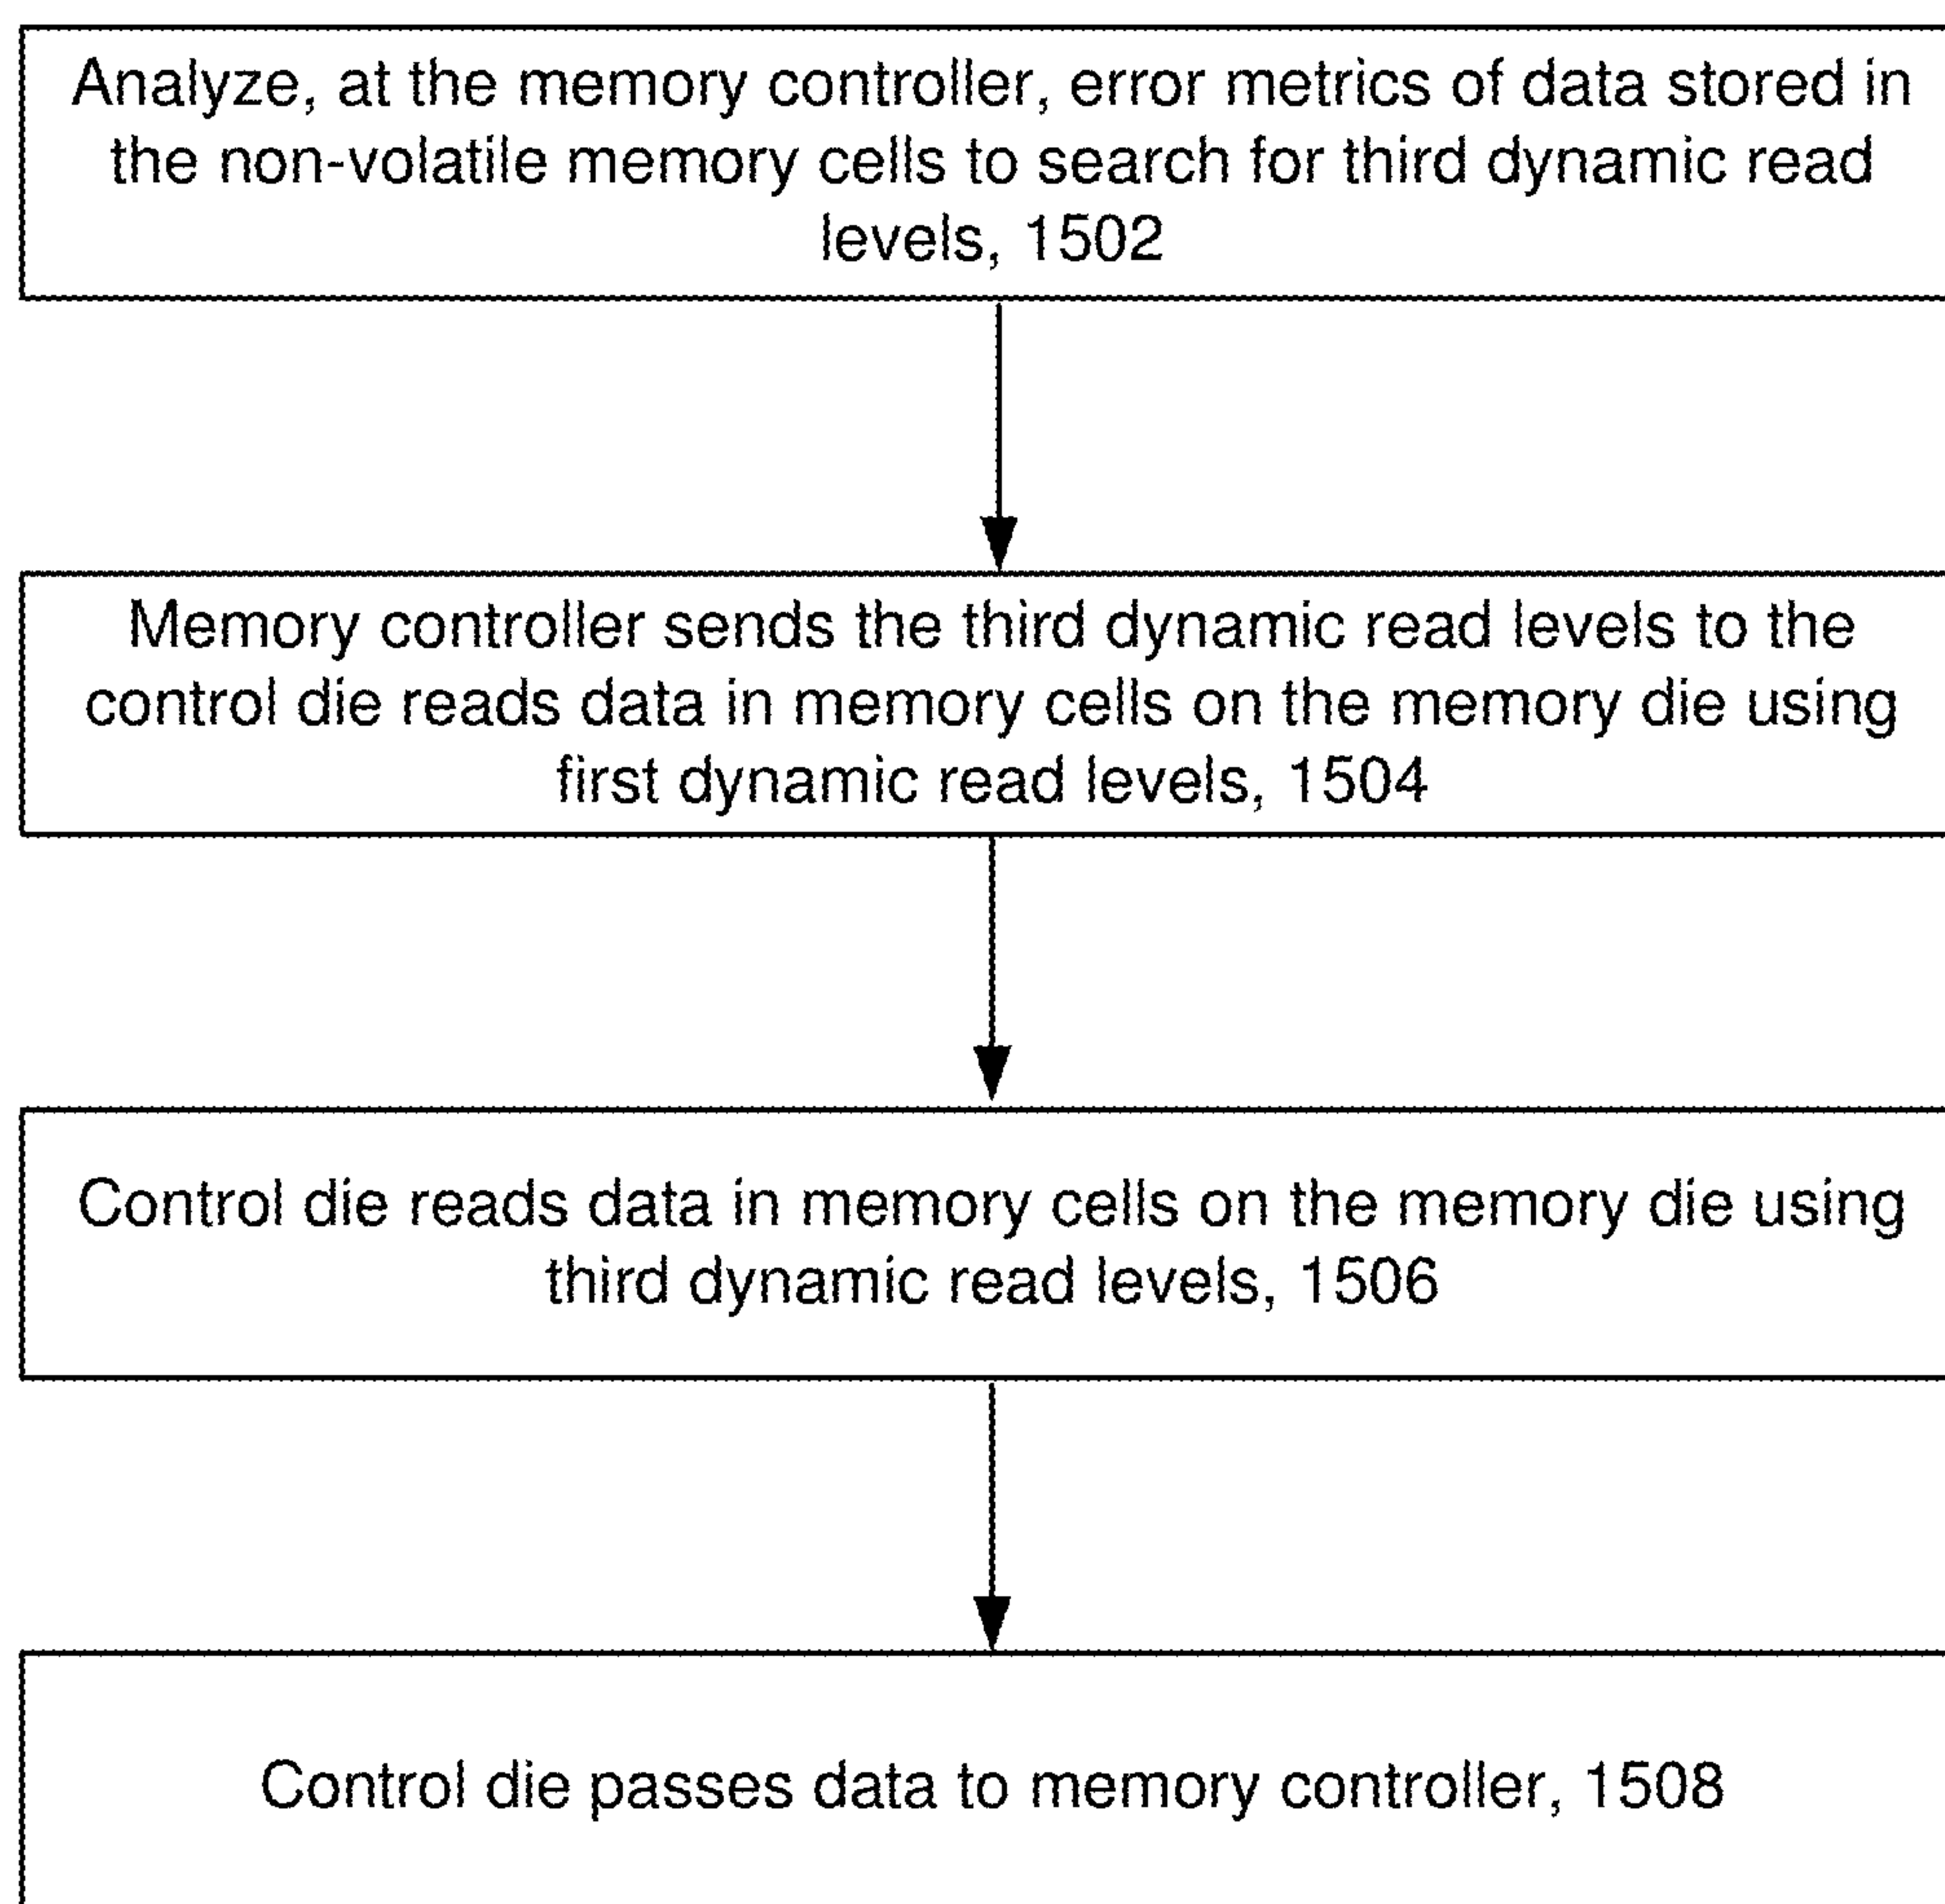 Analyze, at the memory controller, error metrics of data stored in
the non-volatile memory cells to search for third dynamic read
levels, 1502
Memory controller sends the third dynamic read levels to the
control die reads data in memory cells on the memory die using
first dynamic read levels, 1504
Control die reads data in memory cells on the memory die using
third dynamic read levels, 1506
Control die passes data to memory controller, 1508